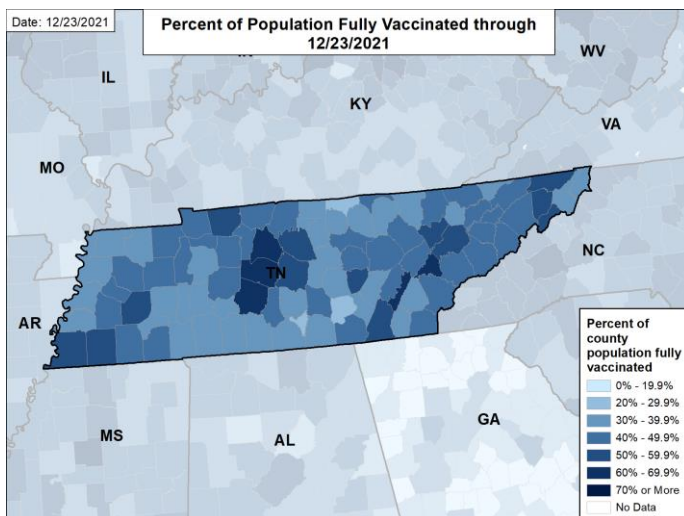 Date: 12/23/2021
Percent of Population Fully Vaccinated through
12/23/2021
WV
IL
KY
VA
MO
NC
TN
AR
MS
AL
GA
Percent of
county
population fully
vaccinated
0% - 19.9%
20% - 29.9%
30% - 39.9%
40% - 49.9%
50% - 59.9%
60% - 69.9%
70% or More
No Data